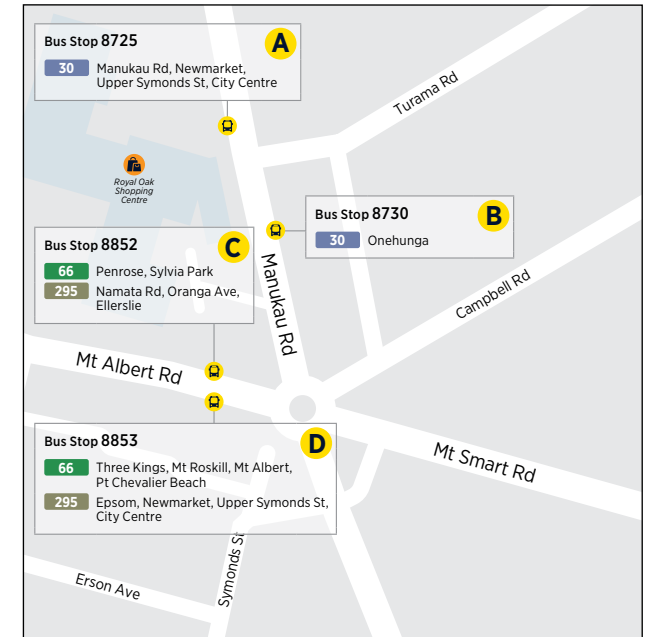 Bus Stop 8725
A
30 Manukau Rd, Newmarket,
Upper Symonds St, City Centre
Turama Rd
Royal Oak
Shopping
Centre
Bus Stop 8730
B
30 Onehunga
Bus Stop 8852
C
66 Penrose, Sylvia Park
295 Namata Rd, Oranga Ave,
Ellerslie
Manukau Rd
Campbell Rd
Mt Albert Rd
Bus Stop 8853
D
66 Three Kings, Mt Roskill, Mt Albert,
Pt Chevalier Beach
295 Epsom, Newmarket, Upper Symonds St,
City Centre
Mt Smart Rd
Symonds St
Erson Ave